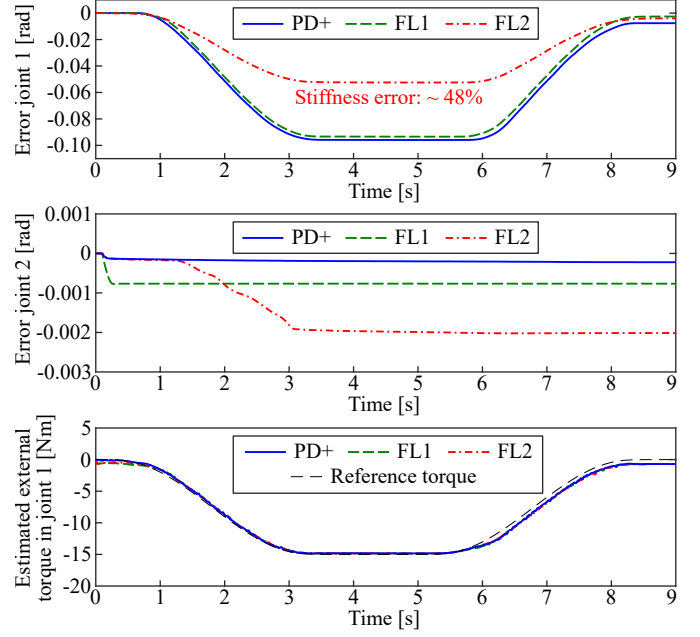 PD+ FL1 FL2
Error joint 1 [rad]
0
-0.02
-0.04
-0.06
-0.08
-0.10
Stiffness error: ~ 48%
0 1 2 3 4 5 6 7 8 9
Time [s]
PD+ FL1 FL2
Error joint 2 [rad]
0.001
0
-0.001
-0.002
-0.003
0 1 2 3 4 5 6 7 8 9
Time [s]
PD+ FL1 FL2
Reference torque
Estimated external
torque in joint 1 [Nm]
5
0
-5
-10
-15
-20
0 1 2 3 4 5 6 7 8 9
Time [s]